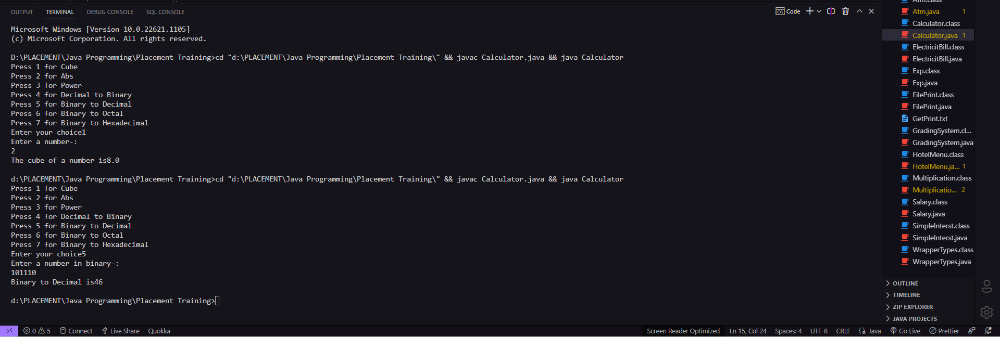 OUTPUT TERMINAL DEBUG CONSOLE SQL CONSOLE Code
Microsoft Windows [Version 10.0.22621.1105]
(c) Microsoft Corporation. All rights reserved.
D:\PLACEMENT\Java Programming\Placement Training>cd "d:\PLACEMENT\Java Programming\Placement Training\" && javac Calculator.java && java Calculator
Press 1 for Cube
Press 2 for Abs
Press 3 for Power
Press 4 for Decimal to Binary
Press 5 for Binary to Decimal
Press 6 for Binary to Octal
Press 7 for Binary to Hexadecimal
Enter your choice1
Enter a number-:
2
The cube of a number is8.0
d:\PLACEMENT\Java Programming\Placement Training>cd "d:\PLACEMENT\Java Programming\Placement Training\" && javac Calculator.java && java Calculator
Press 1 for Cube
Press 2 for Abs
Press 3 for Power
Press 4 for Decimal to Binary
Press 5 for Binary to Decimal
Press 6 for Binary to Octal
Press 7 for Binary to Hexadecimal
Enter your choice5
Enter a number in binary-:
101110
Binary to Decimal is46
d:\PLACEMENT\Java Programming\Placement Training>
Atm.class
Atm.java 1
Calculator.class
Calculator.java 1
ElectricitBill.class
ElectricitBill.java
Exp.class
Exp.java
FilePrint.class
FilePrint.java
GetPrint.txt
GradingSystem.cl...
GradingSystem.java
HotelMenu.class
HotelMenu.ja... 1
Multiplication.class
Multiplicatio... 2
Salary.class
Salary.java
SimpleInterst.class
SimpleInterst.java
WrapperTypes.class
WrapperTypes.java
OUTLINE
TIMELINE
ZIP EXPLORER
JAVA PROJECTS
0 5 Connect Live Share Quokka Screen Reader Optimized Ln 15, Col 24 Spaces: 4 UTF-8 CRLF Java Go Live Prettier